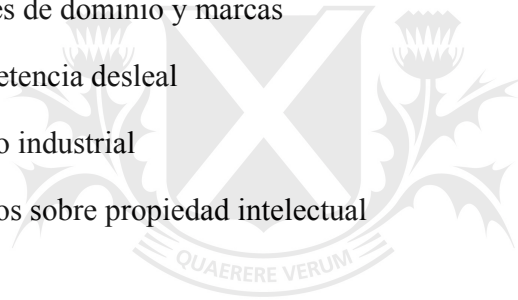 es de dominio y marcas
etencia desleal
o industrial
os sobre propiedad intelectual
QUAERERE VERUM